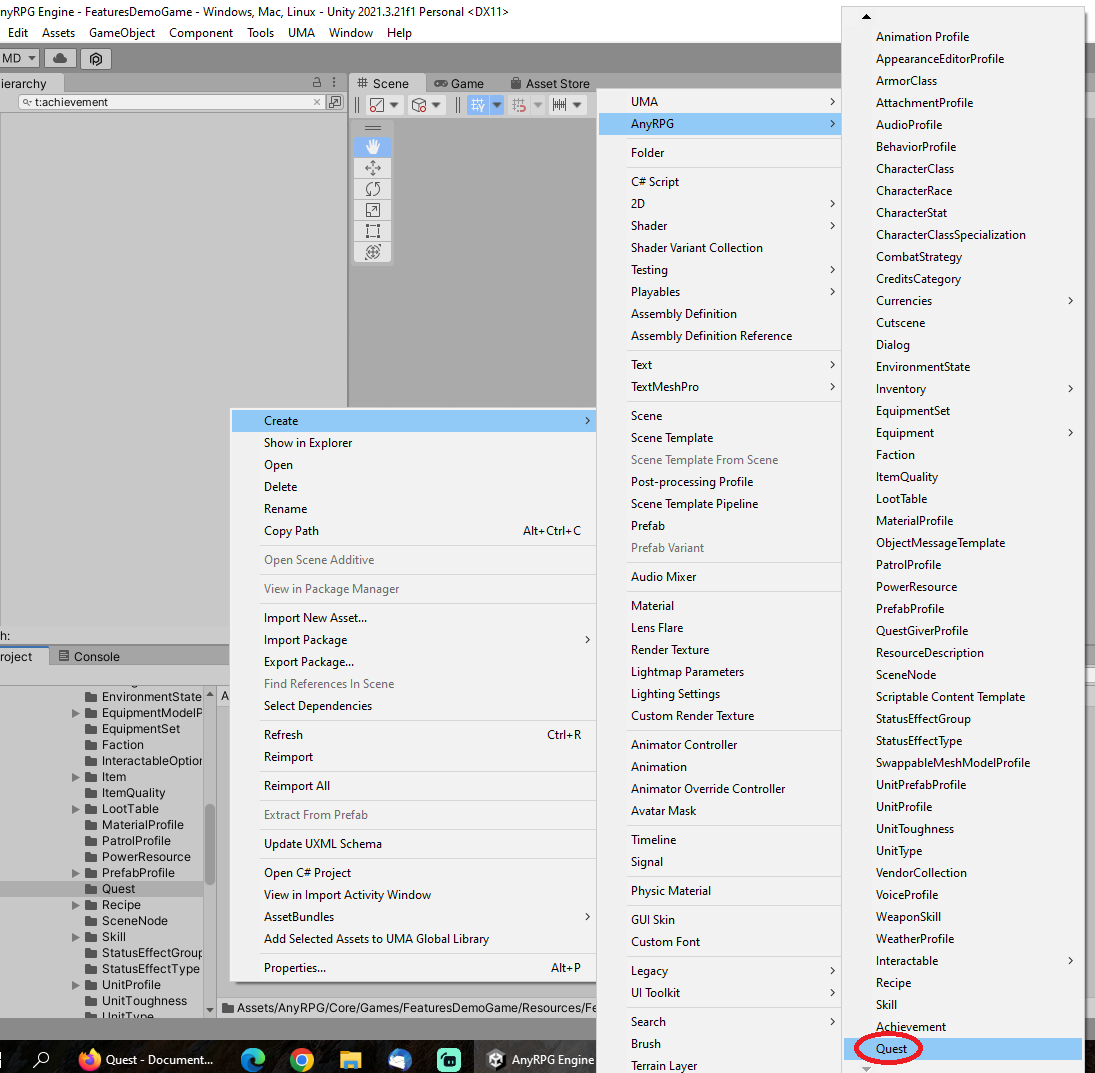 nyRPG Engine - FeaturesDemoGame - Windows, Mac, Linux - Unity 2021.3.21f1 Personal <DX11>
Edit Assets GameObject Component Tools UMA Window Help
MD
ierarchy
t:achievement
Scene Game Asset Store
h:
roject Console
EnvironmentState
EquipmentModelP
EquipmentSet
Faction
InteractableOption
Item
ItemQuality
LootTable
MaterialProfile
PatrolProfile
PowerResource
PrefabProfile
Quest
Recipe
SceneNode
Skill
StatusEffectGroup
StatusEffectType
UnitProfile
UnitToughness
UnitType
A
Assets/AnyRPG/Core/Games/FeaturesDemoGame/Resources/Fe
Create
Show in Explorer
Open
Delete
Rename
Copy Path Alt+Ctrl+C
Open Scene Additive
View in Package Manager
Import New Asset...
Import Package
Export Package...
Find References In Scene
Select Dependencies
Refresh Ctrl+R
Reimport
Reimport All
Extract From Prefab
Update UXML Schema
Open C# Project
View in Import Activity Window
AssetBundles
Add Selected Assets to UMA Global Library
Properties... Alt+P
UMA
AnyRPG
Folder
C# Script
2D
Shader
Shader Variant Collection
Testing
Playables
Assembly Definition
Assembly Definition Reference
Text
TextMeshPro
Scene
Scene Template
Scene Template From Scene
Post-processing Profile
Scene Template Pipeline
Prefab
Prefab Variant
Audio Mixer
Material
Lens Flare
Render Texture
Lightmap Parameters
Lighting Settings
Custom Render Texture
Animator Controller
Animation
Animator Override Controller
Avatar Mask
Timeline
Signal
Physic Material
GUI Skin
Custom Font
Legacy
UI Toolkit
Search
Brush
Terrain Layer
Animation Profile
AppearanceEditorProfile
ArmorClass
AttachmentProfile
AudioProfile
BehaviorProfile
CharacterClass
CharacterRace
CharacterStat
CharacterClassSpecialization
CombatStrategy
CreditsCategory
Currencies
Cutscene
Dialog
EnvironmentState
Inventory
EquipmentSet
Equipment
Faction
ItemQuality
LootTable
MaterialProfile
ObjectMessageTemplate
PatrolProfile
PowerResource
PrefabProfile
QuestGiverProfile
ResourceDescription
SceneNode
Scriptable Content Template
StatusEffectGroup
StatusEffectType
SwappableMeshModelProfile
UnitPrefabProfile
UnitProfile
UnitToughness
UnitType
VendorCollection
VoiceProfile
WeaponSkill
WeatherProfile
Interactable
Recipe
Skill
Achievement
Quest
Quest - Document... AnyRPG Engine